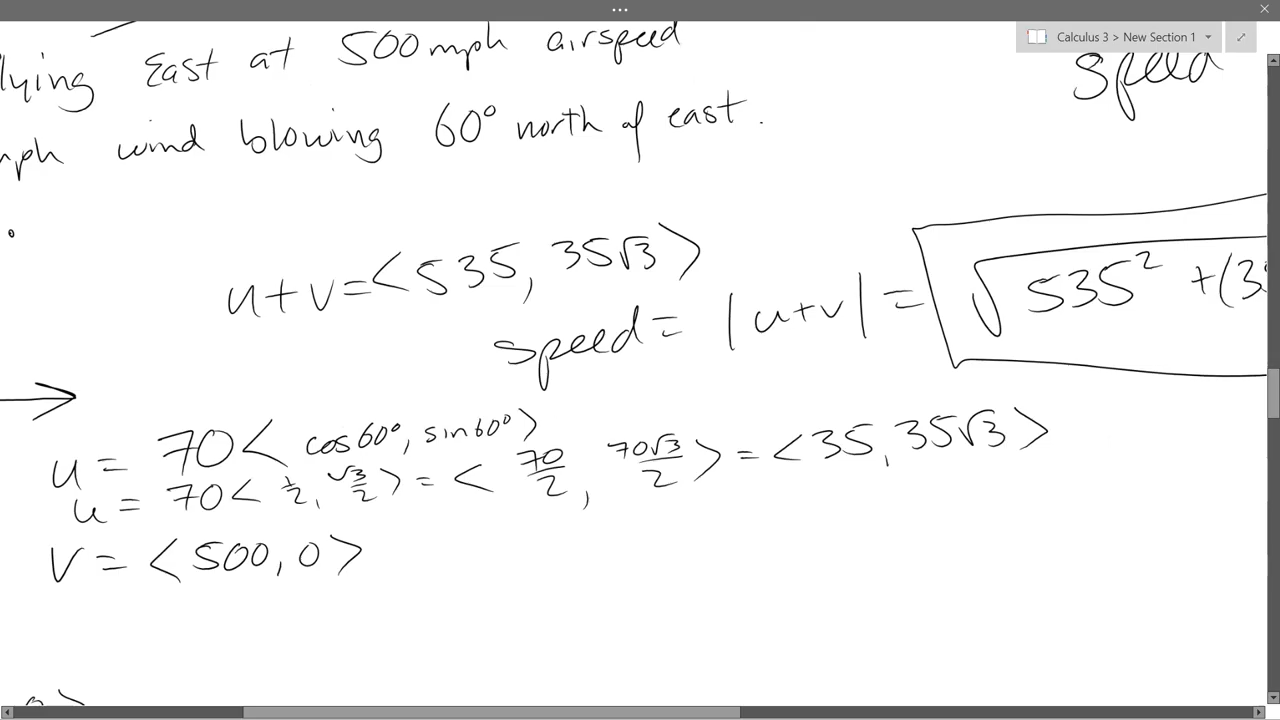 Calculus 3 > New Section 1
lying East at 500mph airspeed
speed
mph wind blowing 60° north of east.
u+v=<535, 35√3>
speed= |u+v| = √535² +(3
u = 70< cos60°, sin60°>
u = 70< 1/2, √3/2 > = < 70/2, 70√3/2 > = <35, 35√3>
v = <500, 0>